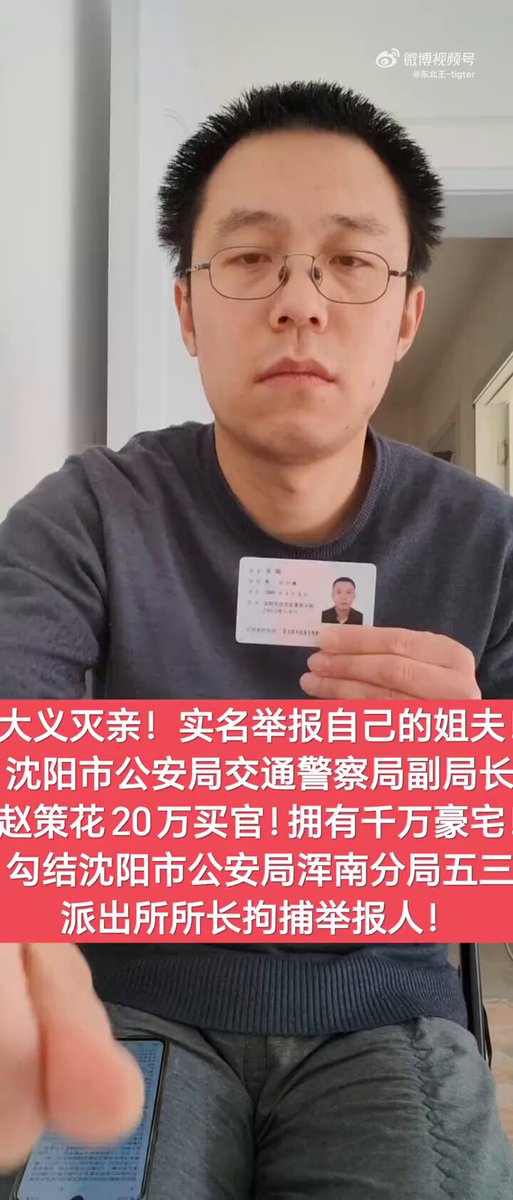 微博视频号
@东北王-tigter
大义灭亲！实名举报自己的姐夫！
沈阳市公安局交通警察局副局长
赵策花20万买官！拥有千万豪宅！
勾结沈阳市公安局浑南分局五三
派出所所长拘捕举报人！